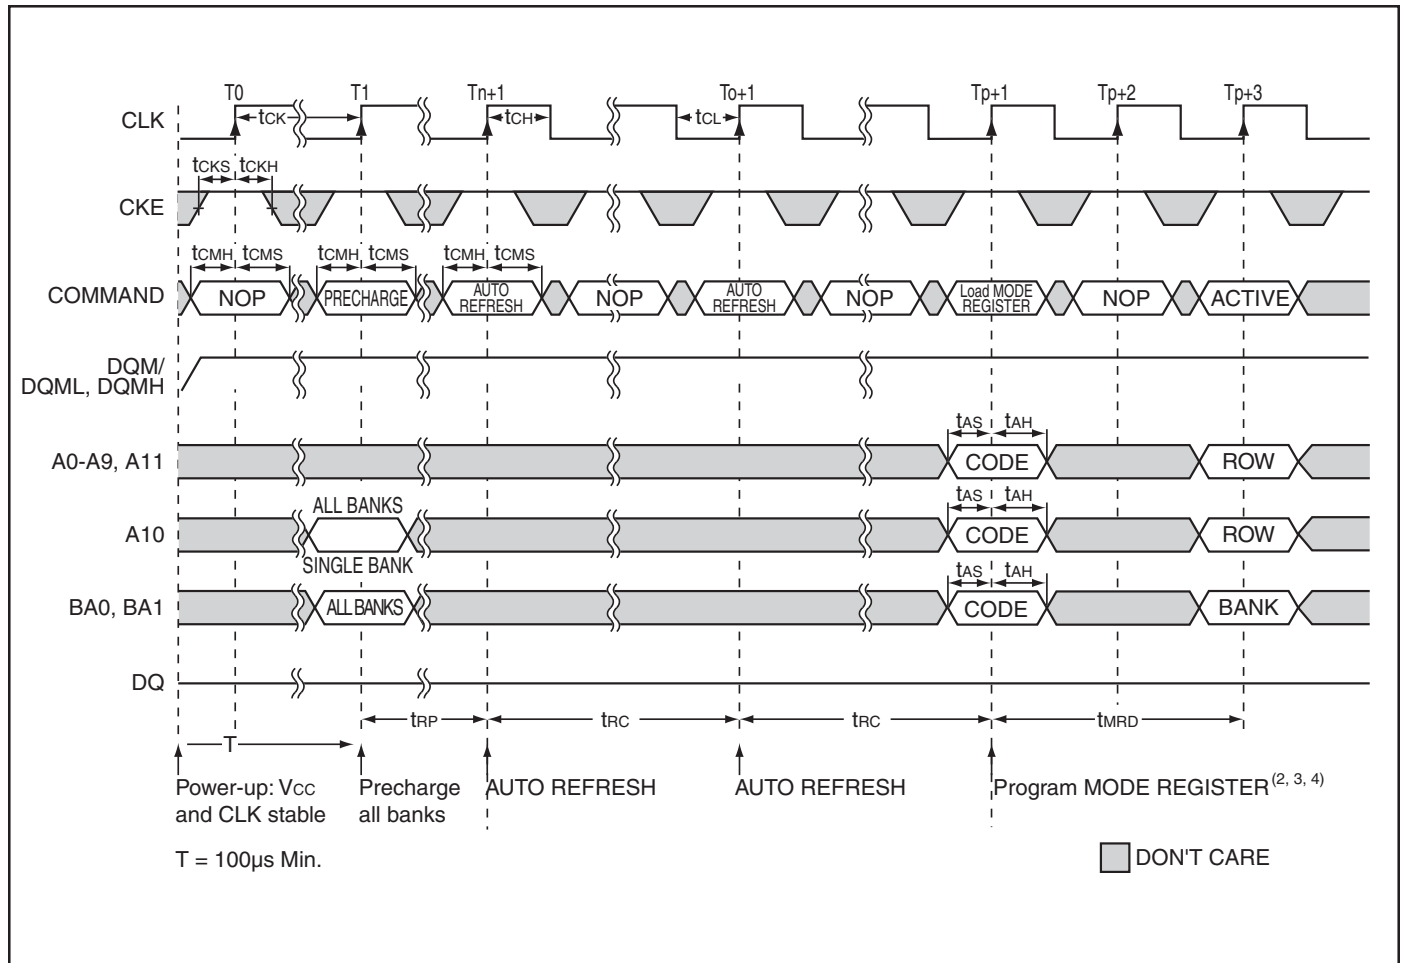 T0 T1 Tn+1 To+1 Tp+1 Tp+2 Tp+3
CLK tCK tCH tCL
tCKS tCKH
CKE
tCMH tCMS tCMH tCMS tCMH tCMS
COMMAND NOP PRECHARGE AUTO REFRESH NOP AUTO REFRESH NOP Load MODE REGISTER NOP ACTIVE
DQM/
DQML, DQMH
tAS tAH
A0-A9, A11 CODE ROW
ALL BANKS tAS tAH
A10 CODE ROW
SINGLE BANK tAS tAH
BA0, BA1 ALL BANKS CODE BANK
DQ
tRP tRC tRC tMRD
T
Power-up: VCC Precharge AUTO REFRESH AUTO REFRESH Program MODE REGISTER(2, 3, 4)
and CLK stable all banks
T = 100µs Min. DON'T CARE